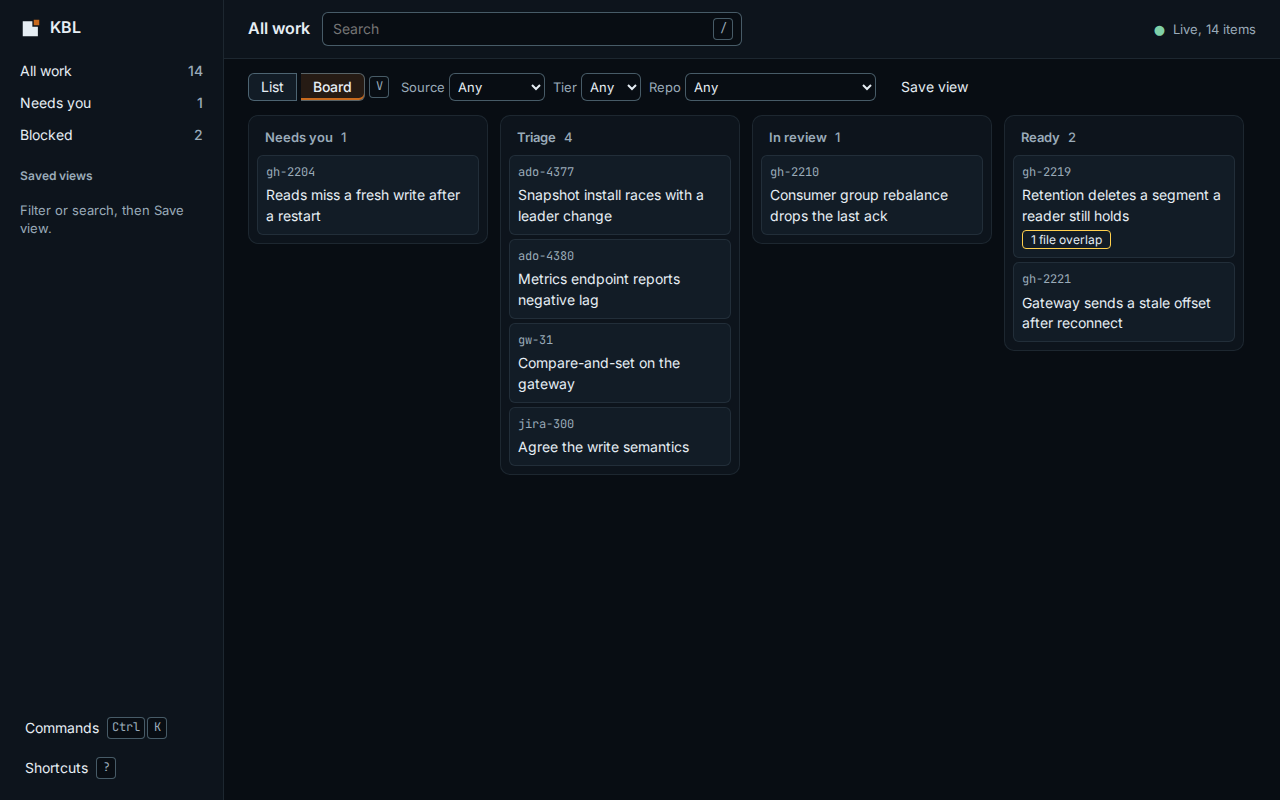 KBL
All work 14
Needs you 1
Blocked 2
Saved views
Filter or search, then Save
view.
Commands Ctrl K
Shortcuts ?
All work Search /
Live, 14 items
List Board V Source Any Tier Any Repo Any Save view
Needs you 1
gh-2204
Reads miss a fresh write after
a restart
Triage 4
ado-4377
Snapshot install races with a
leader change
ado-4380
Metrics endpoint reports
negative lag
gw-31
Compare-and-set on the
gateway
jira-300
Agree the write semantics
In review 1
gh-2210
Consumer group rebalance
drops the last ack
Ready 2
gh-2219
Retention deletes a segment a
reader still holds
1 file overlap
gh-2221
Gateway sends a stale offset
after reconnect